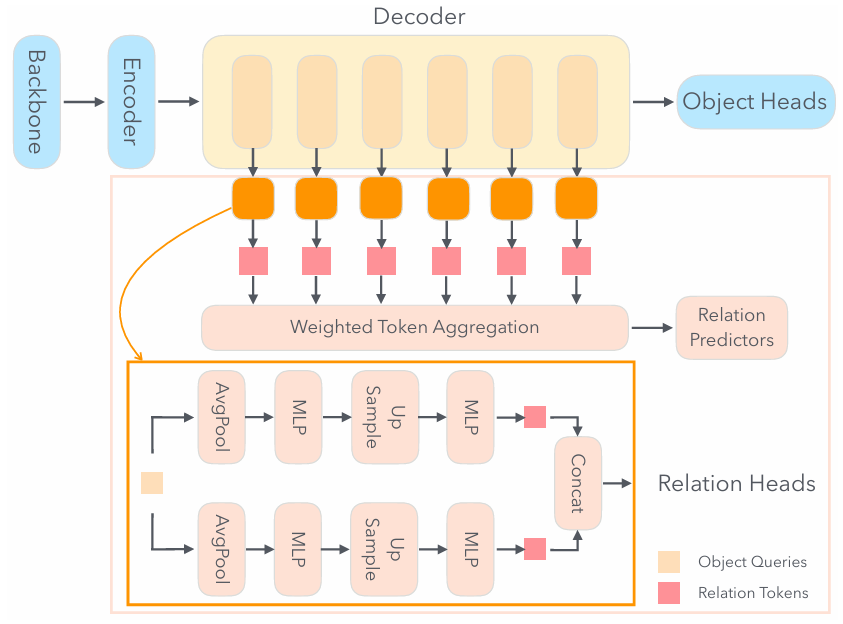 Decoder
Backbone
Encoder
Object Heads
Weighted Token Aggregation
Relation
Predictors
AvgPool
MLP
Up
Sample
MLP
Concat
AvgPool
MLP
Up
Sample
MLP
Relation Heads
Object Queries
Relation Tokens